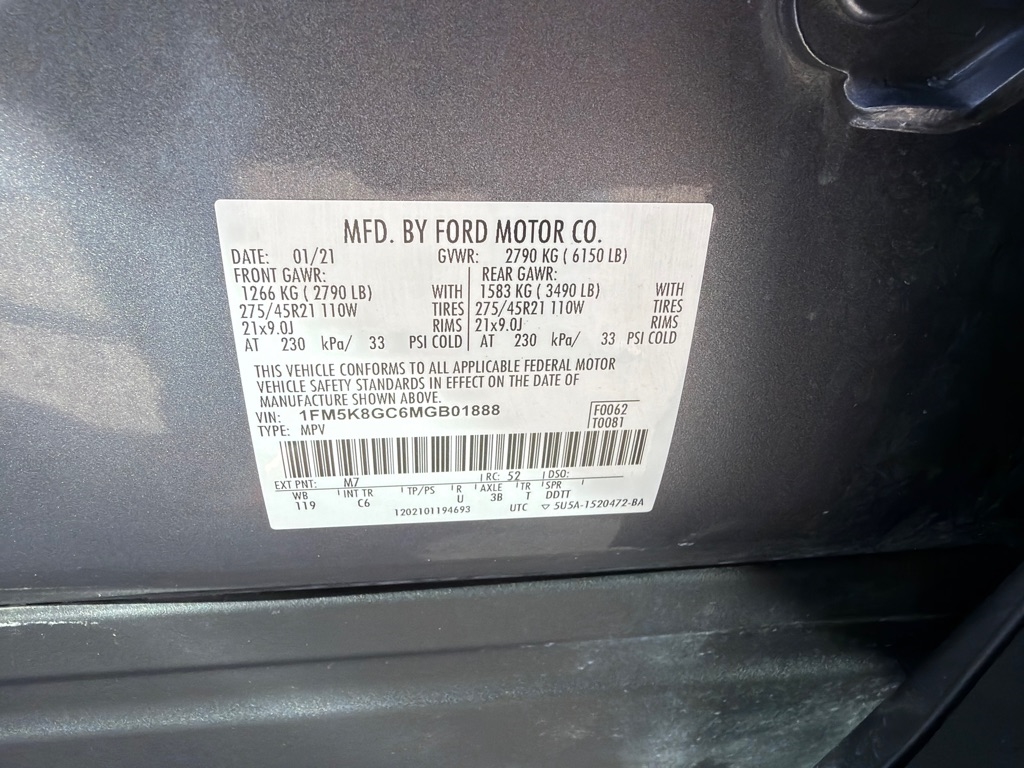 MFD. BY FORD MOTOR CO.
DATE: 01/21 GVWR: 2790 KG ( 6150 LB)
FRONT GAWR: REAR GAWR:
1266 KG ( 2790 LB) WITH 1583 KG ( 3490 LB) WITH
275/45R21 110W TIRES 275/45R21 110W TIRES
21x9.0J RIMS 21x9.0J RIMS
AT 230 kPa/ 33 PSI COLD AT 230 kPa/ 33 PSI COLD
THIS VEHICLE CONFORMS TO ALL APPLICABLE FEDERAL MOTOR
VEHICLE SAFETY STANDARDS IN EFFECT ON THE DATE OF
MANUFACTURE SHOWN ABOVE.
VIN: 1FM5K8GC6MGB01888 F0062
TYPE: MPV T0081
EXT PNT: M7 RC: 52 DSO:
WB INT TR TP/PS R AXLE TR SPR
119 C6 U 3B T DDTT
1202101194693 UTC ▽ 5U5A-1520472-BA